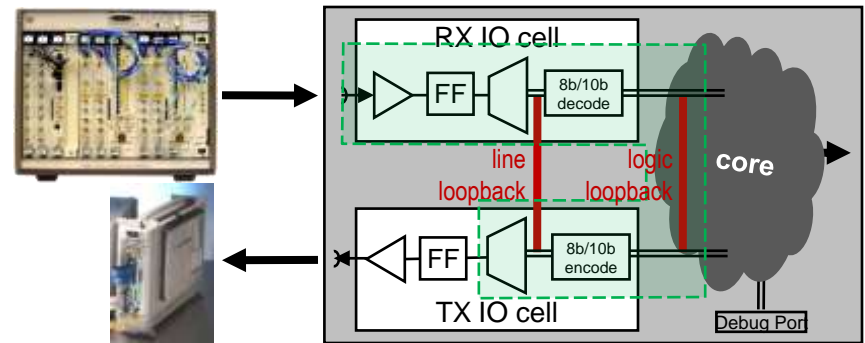 RX IO cell
FF
8b/10b
decode
line
loopback
logic
loopback
core
FF
8b/10b
encode
TX IO cell
Debug Port